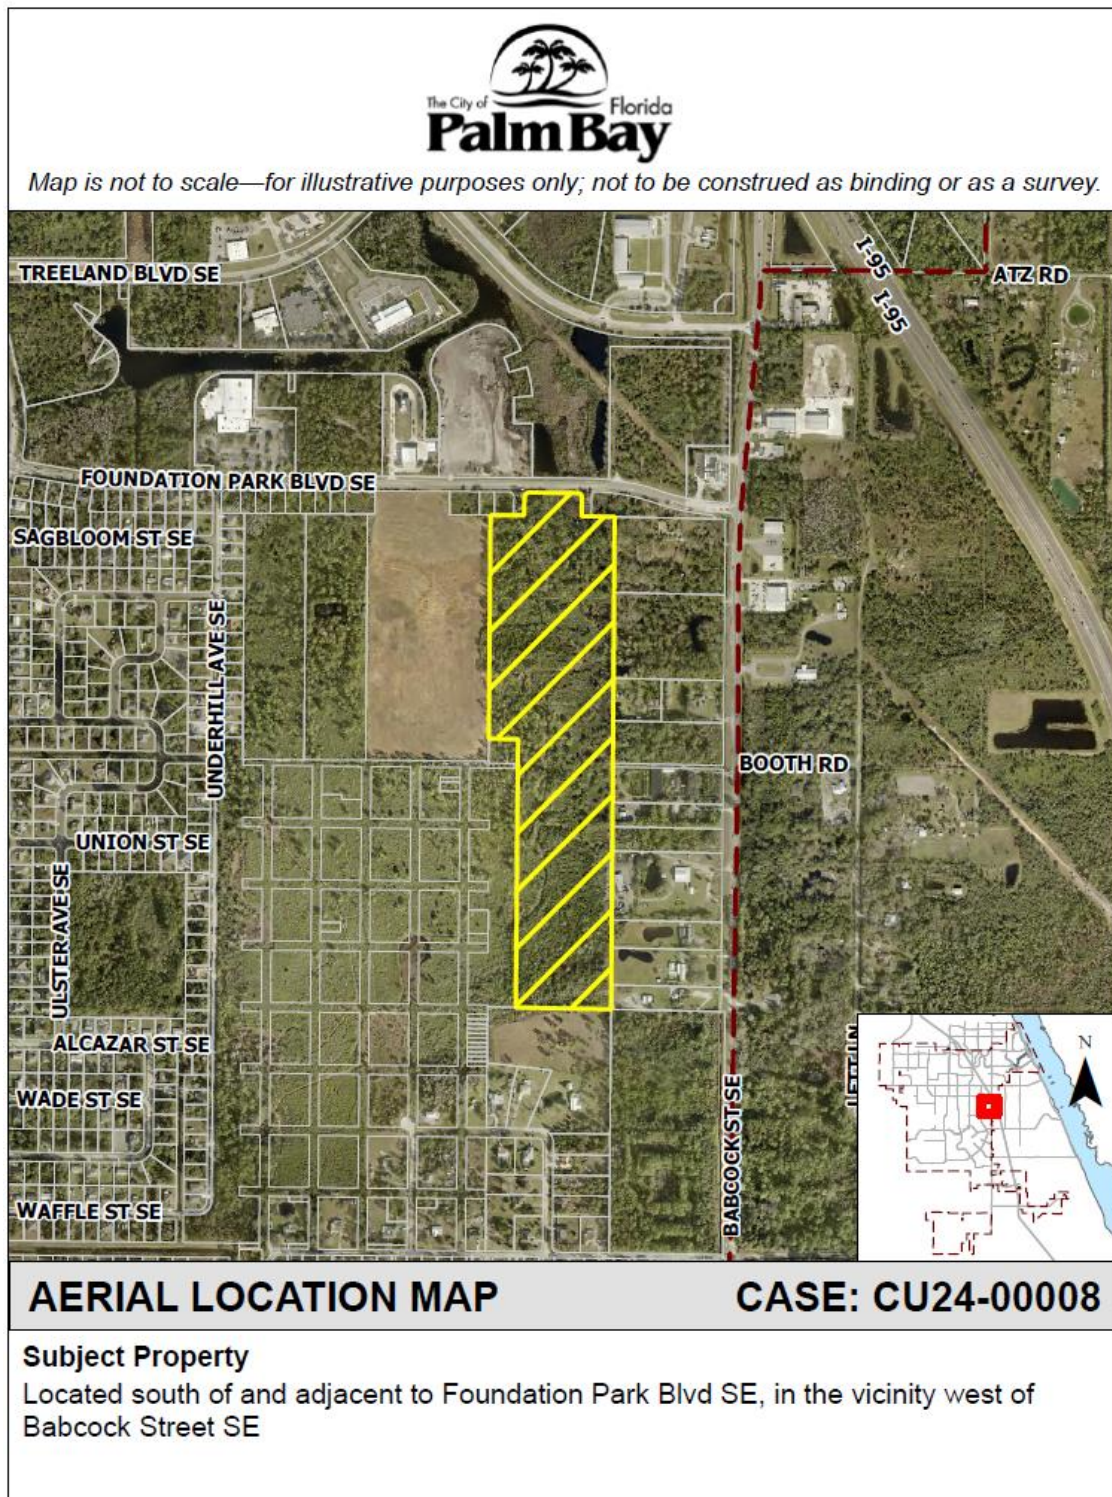 The City of Florida
Palm Bay
Map is not to scale—for illustrative purposes only; not to be construed as binding or as a survey.
TREELAND BLVD SE
I-95
I-95
ATZ RD
FOUNDATION PARK BLVD SE
SAGBLOOM ST SE
UNDERHILL AVE SE
BOOTH RD
UNION ST SE
ULSTER AVE SE
ALCAZAR ST SE
WADE ST SE
WAFFLE ST SE
BABCOCK ST SE
N
AERIAL LOCATION MAP CASE: CU24-00008
Subject Property
Located south of and adjacent to Foundation Park Blvd SE, in the vicinity west of
Babcock Street SE